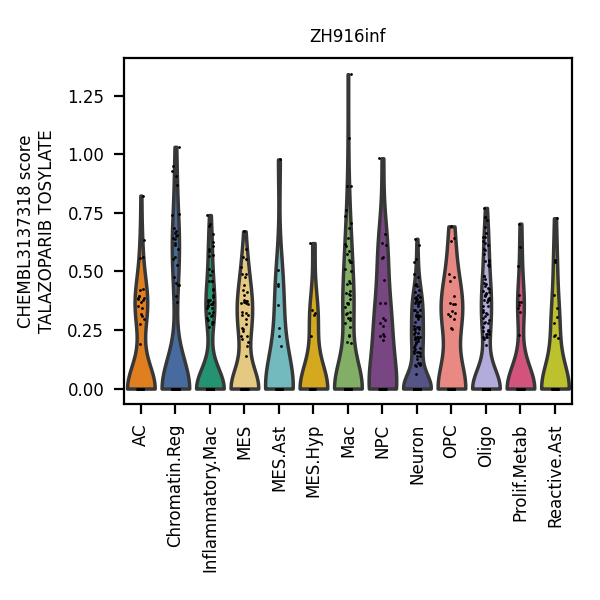 ZH916inf
CHEMBL3137318 score
TALAZOPARIB TOSYLATE
1.25
1.00
0.75
0.50
0.25
0.00
AC
Chromatin.Reg
Inflammatory.Mac
MES
MES.Ast
MES.Hyp
Mac
NPC
Neuron
OPC
Oligo
Prolif.Metab
Reactive.Ast